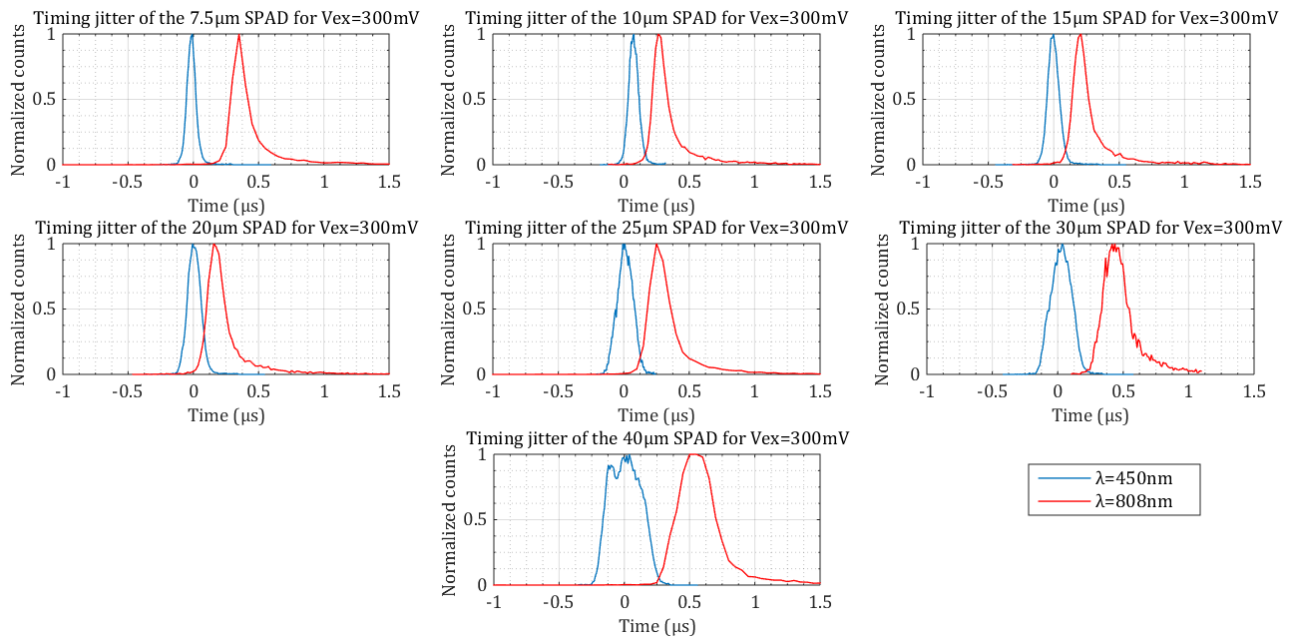 Timing jitter of the 7.5µm SPAD for Vex=300mV
Normalized counts
1
0.5
0
-1 -0.5 0 0.5 1 1.5
Time (µs)
Timing jitter of the 10µm SPAD for Vex=300mV
Normalized counts
1
0.5
0
-1 -0.5 0 0.5 1 1.5
Time (µs)
Timing jitter of the 15µm SPAD for Vex=300mV
Normalized counts
1
0.5
0
-1 -0.5 0 0.5 1 1.5
Time (µs)
Timing jitter of the 20µm SPAD for Vex=300mV
Normalized counts
1
0.5
0
-1 -0.5 0 0.5 1 1.5
Time (µs)
Timing jitter of the 25µm SPAD for Vex=300mV
Normalized counts
1
0.5
0
-1 -0.5 0 0.5 1 1.5
Time (µs)
Timing jitter of the 30µm SPAD for Vex=300mV
Normalized counts
1
0.5
0
-1 -0.5 0 0.5 1 1.5
Time (µs)
Timing jitter of the 40µm SPAD for Vex=300mV
Normalized counts
1
0.5
0
-1 -0.5 0 0.5 1 1.5
Time (µs)
λ=450nm
λ=808nm